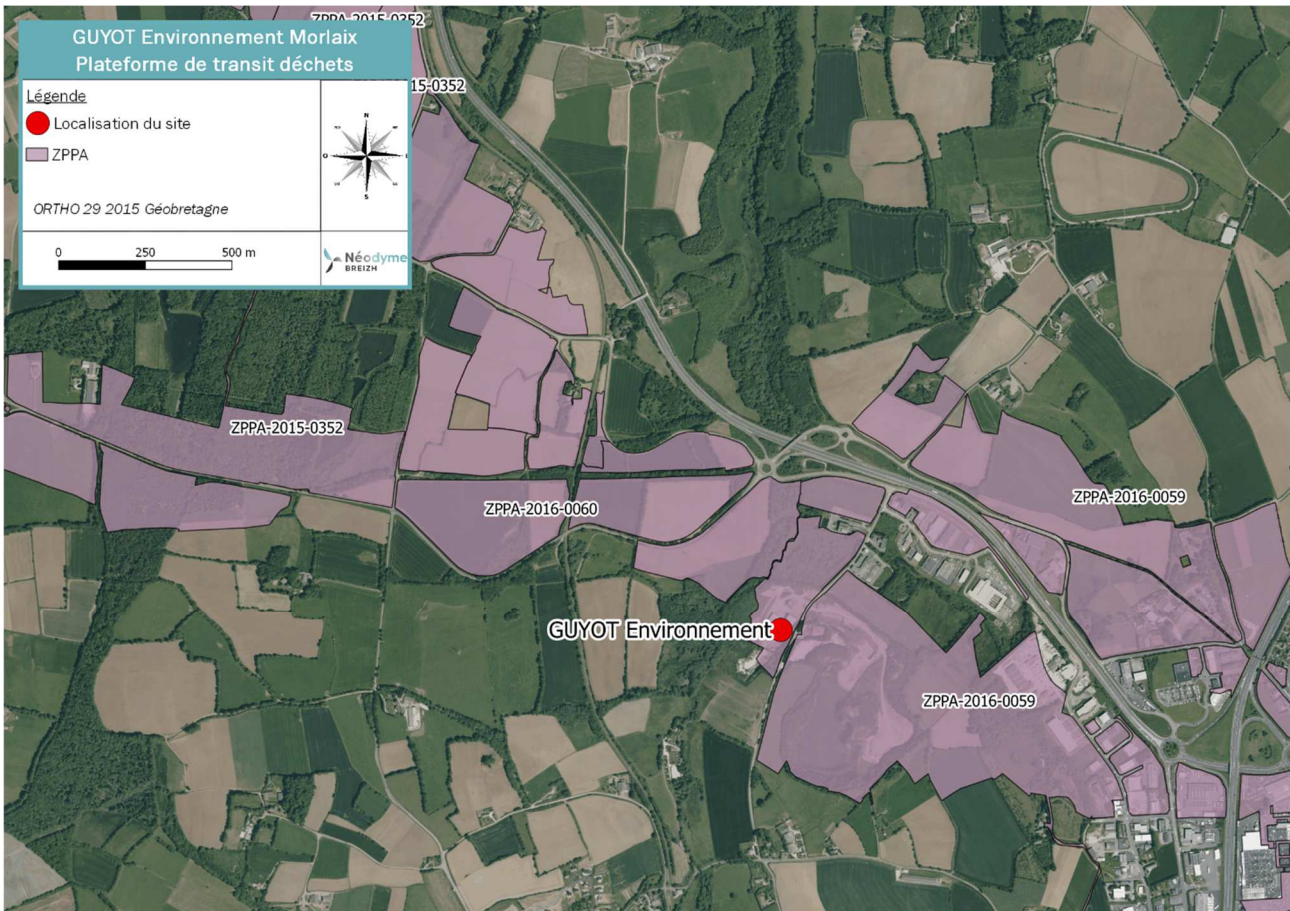 ZPPA-2015-0352
GUYOT Environnement Morlaix
Plateforme de transit déchets
15-0352
Légende
Localisation du site
ZPPA
N
O
S
ORTHO 29 2015 Géobretagne
0 250 500 m
Néodyme
BREIZH
ZPPA-2015-0352
ZPPA-2016-0060
ZPPA-2016-0059
GUYOT Environnement
ZPPA-2016-0059